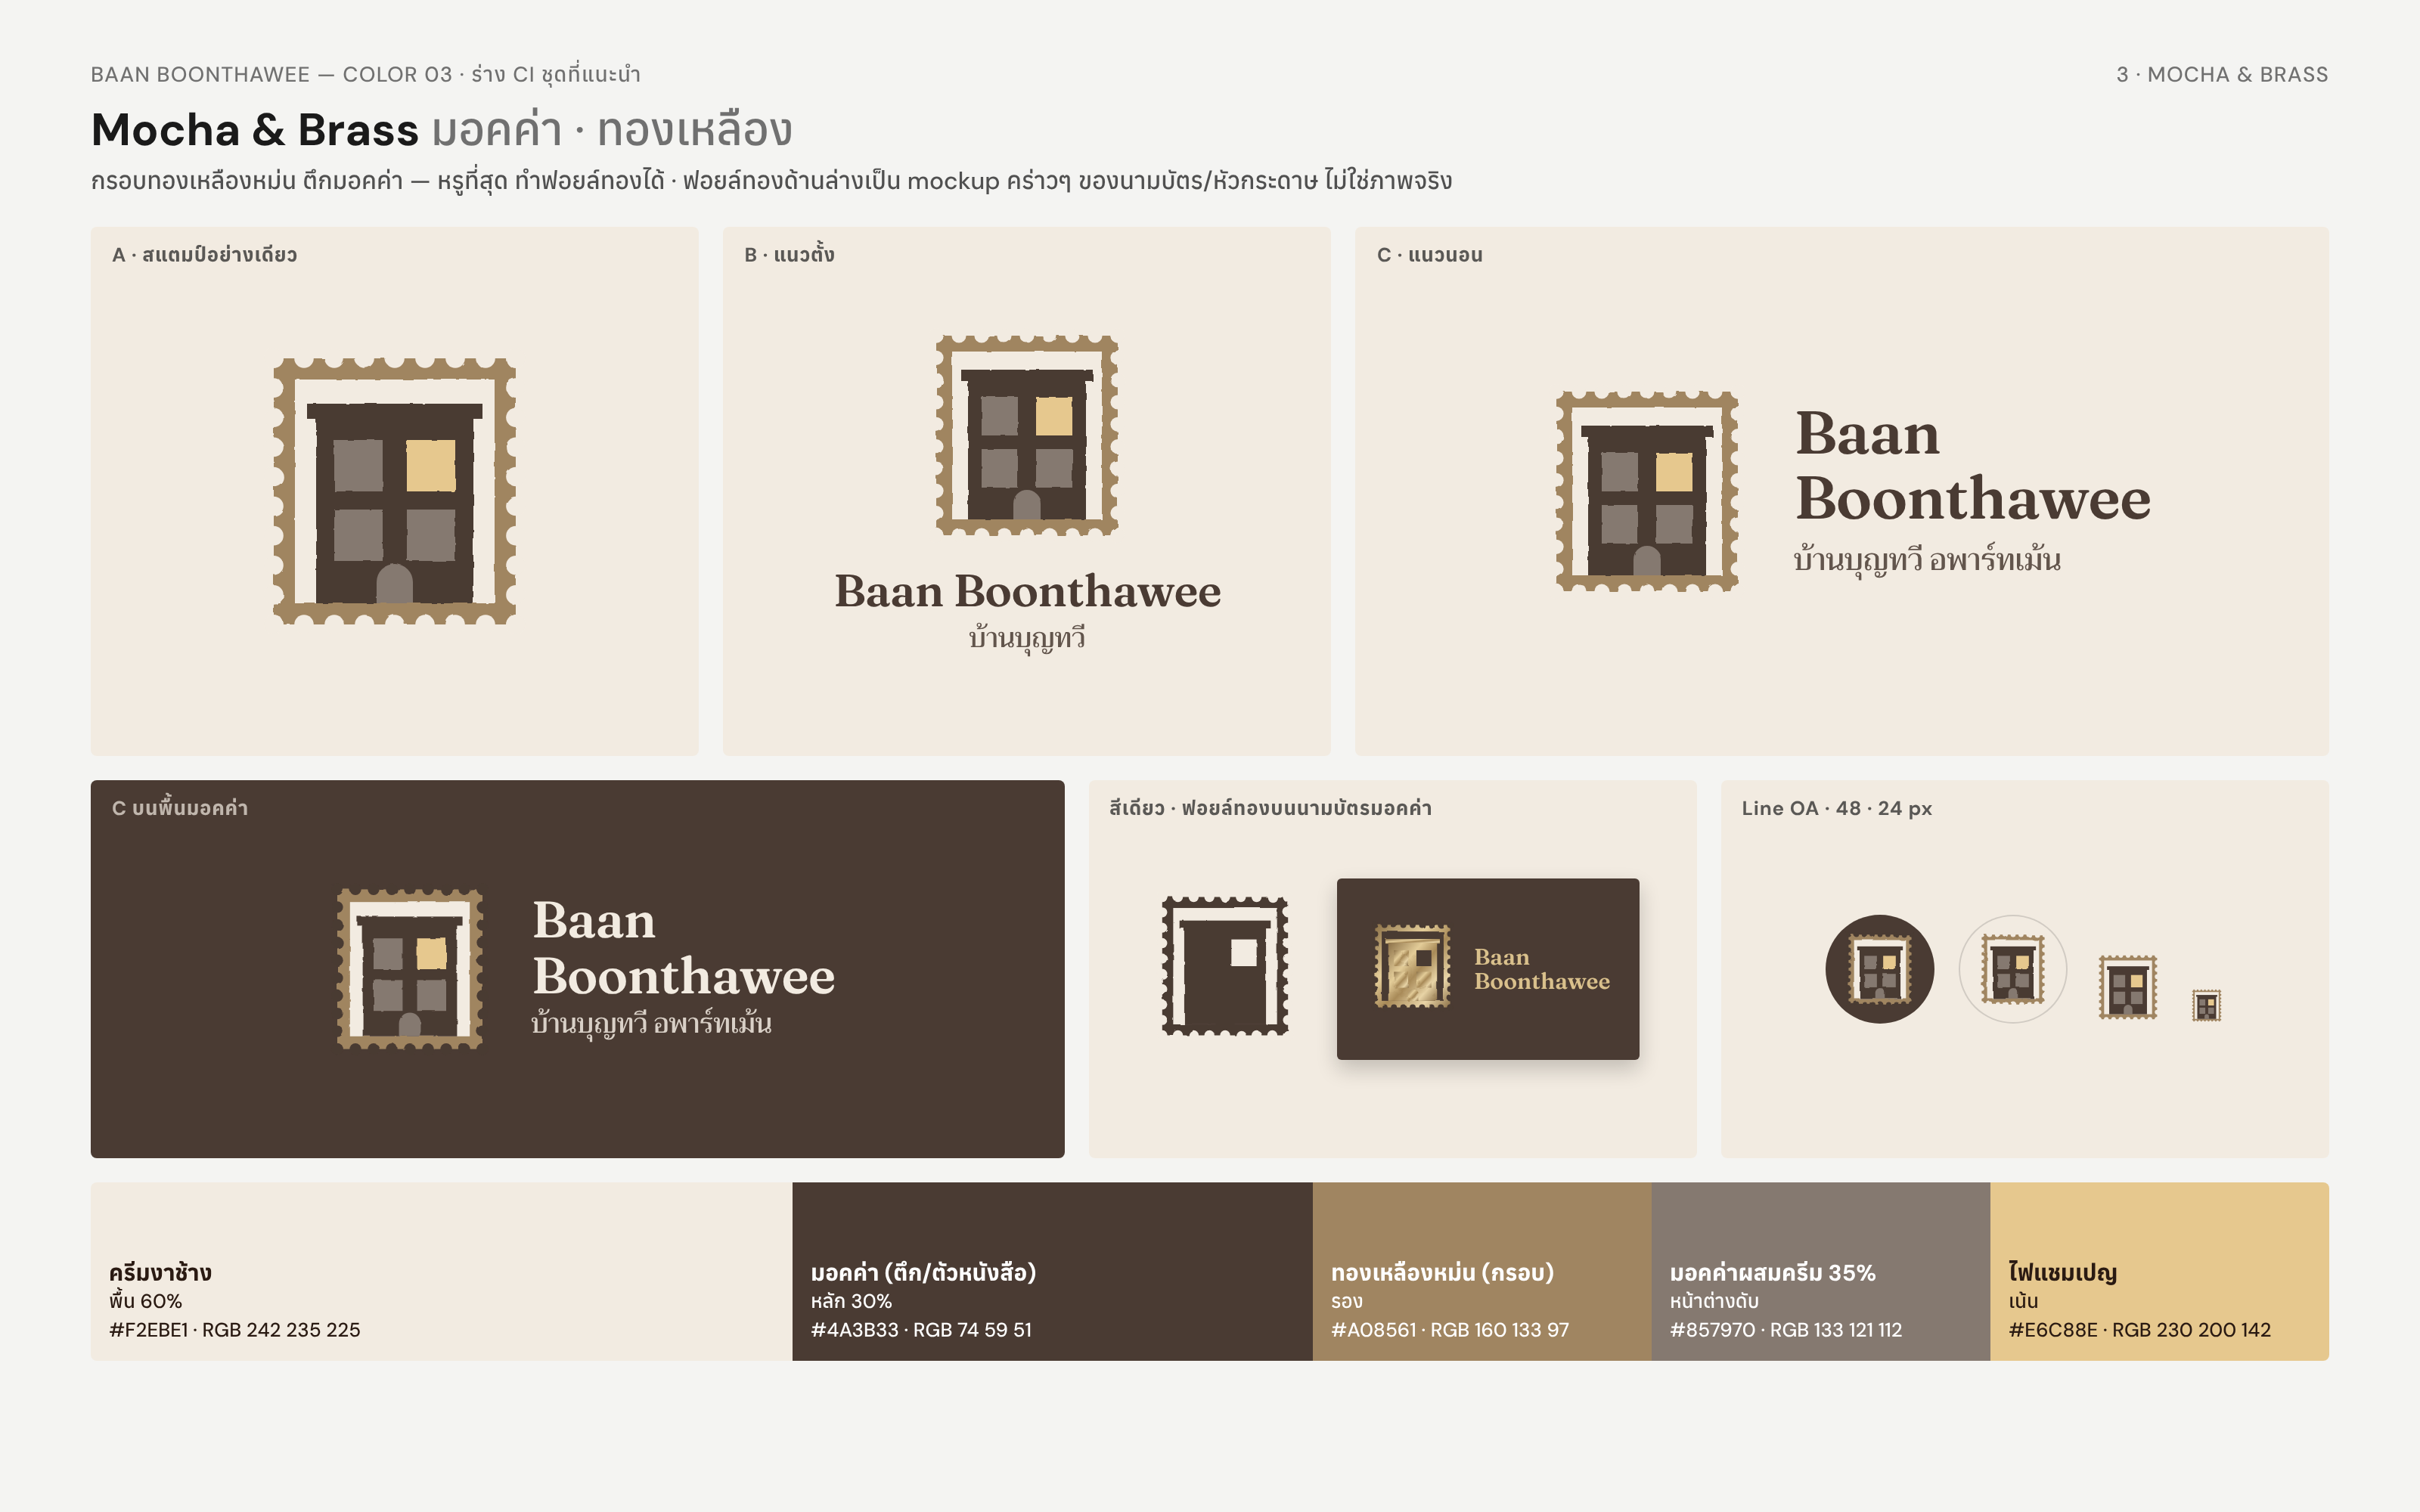 BAAN BOONTHAWEE — COLOR 03 · ร่าง CI ชุดที่แนะนำ
3 · MOCHA & BRASS
Mocha & Brass มอคค่า · ทองเหลือง
กรอบทองเหลืองหม่น ตึกมอคค่า — หรูที่สุด ทำฟอยล์ทองได้ · ฟอยล์ทองด้านล่างเป็น mockup คร่าวๆ ของนามบัตร/หัวกระดาษ ไม่ใช่ภาพจริง
A · สแตมป์อย่างเดียว
B · แนวตั้ง
Baan Boonthawee
บ้านบุญทวี
C · แนวนอน
Baan
Boonthawee
บ้านบุญทวี อพาร์ทเม้น
C บนพื้นมอคค่า
Baan
Boonthawee
บ้านบุญทวี อพาร์ทเม้น
สีเดียว · ฟอยล์ทองบนนามบัตรมอคค่า
Baan
Boonthawee
Line OA · 48 · 24 px
ครีมงาช้าง
พื้น 60%
#F2EBE1 · RGB 242 235 225
มอคค่า (ตึก/ตัวหนังสือ)
หลัก 30%
#4A3B33 · RGB 74 59 51
ทองเหลืองหม่น (กรอบ)
รอง
#A08561 · RGB 160 133 97
มอคค่าผสมครีม 35%
หน้าต่างดับ
#857970 · RGB 133 121 112
ไฟแชมเปญ
เน้น
#E6C88E · RGB 230 200 142